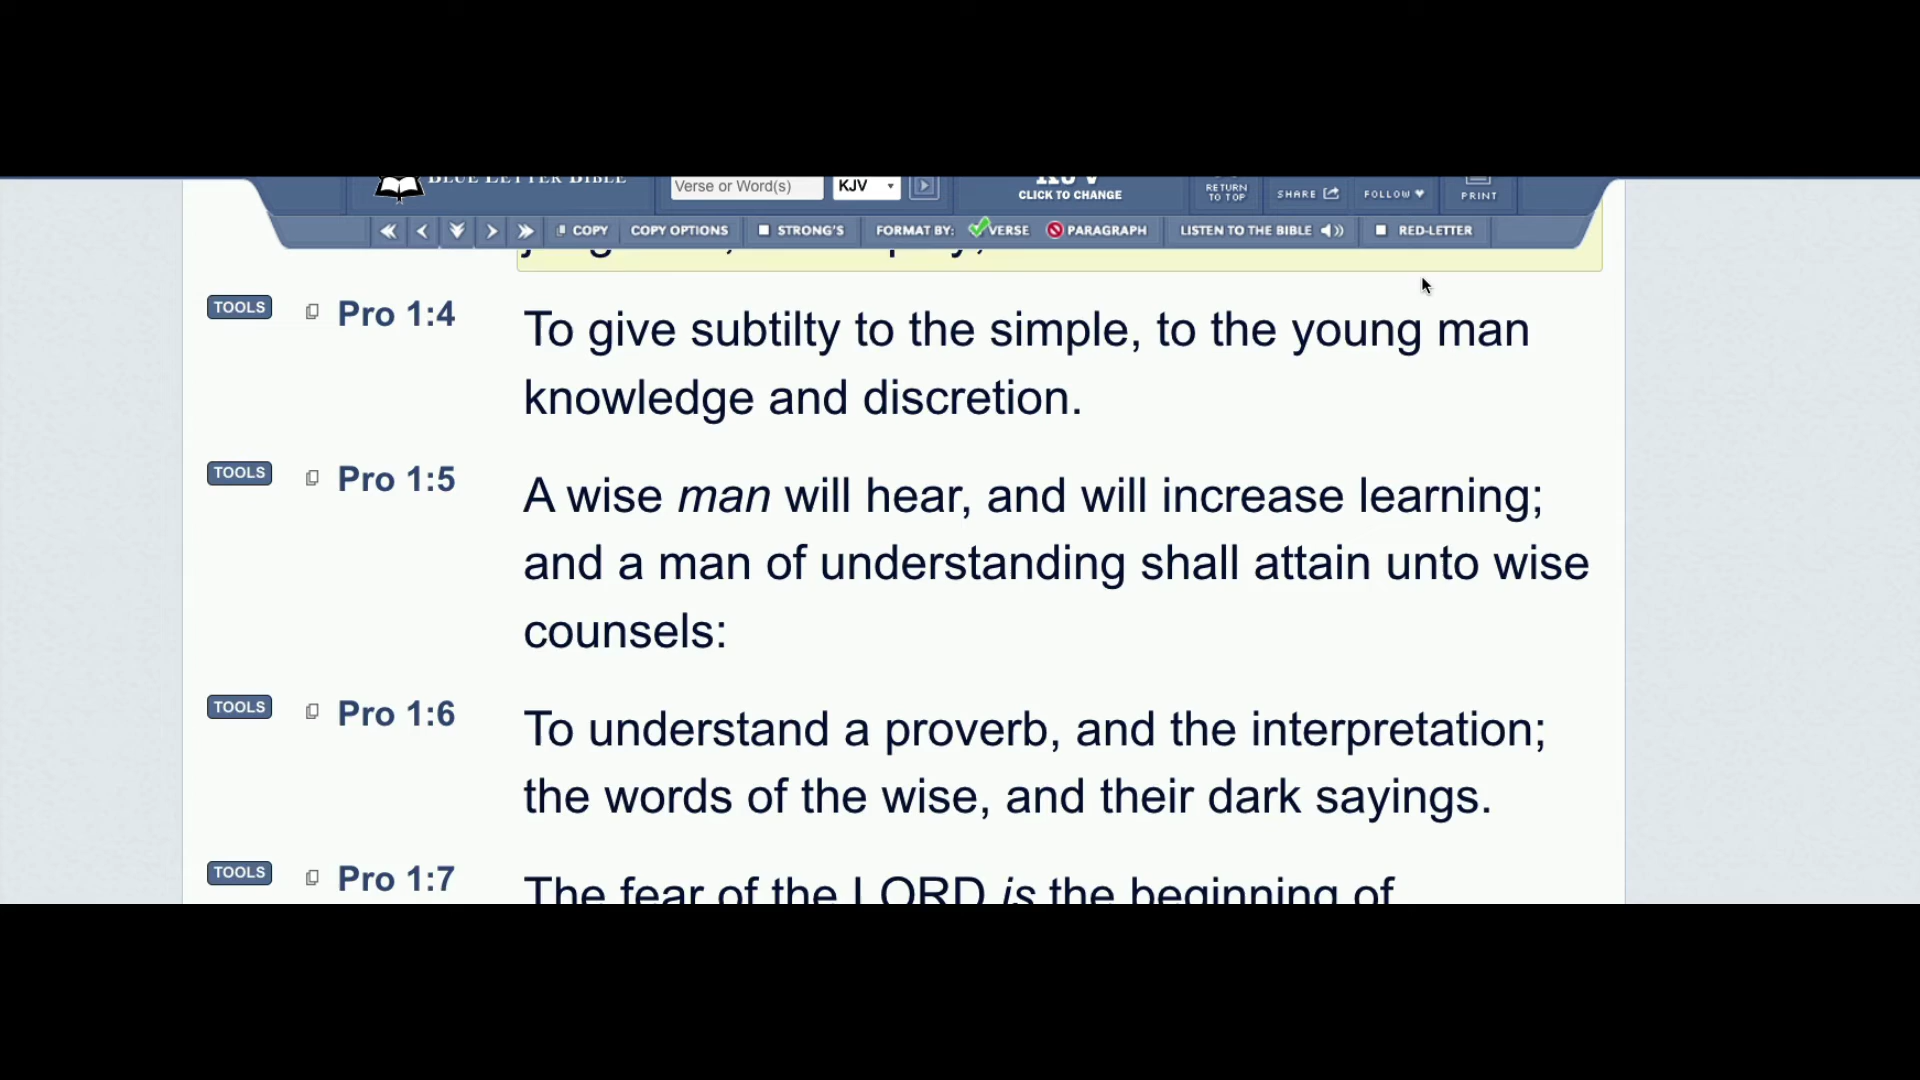 BLUE LETTER BIBLE
Verse or Word(s)
KJV
KJV
CLICK TO CHANGE
RETURN
TO TOP
SHARE
FOLLOW
PRINT
COPY
COPY OPTIONS
STRONG'S
FORMAT BY:
VERSE
PARAGRAPH
LISTEN TO THE BIBLE
RED-LETTER
TOOLS
Pro 1:4
To give subtilty to the simple, to the young man
knowledge and discretion.
TOOLS
Pro 1:5
A wise man will hear, and will increase learning;
and a man of understanding shall attain unto wise
counsels:
TOOLS
Pro 1:6
To understand a proverb, and the interpretation;
the words of the wise, and their dark sayings.
TOOLS
Pro 1:7
The fear of the LORD is the beginning of